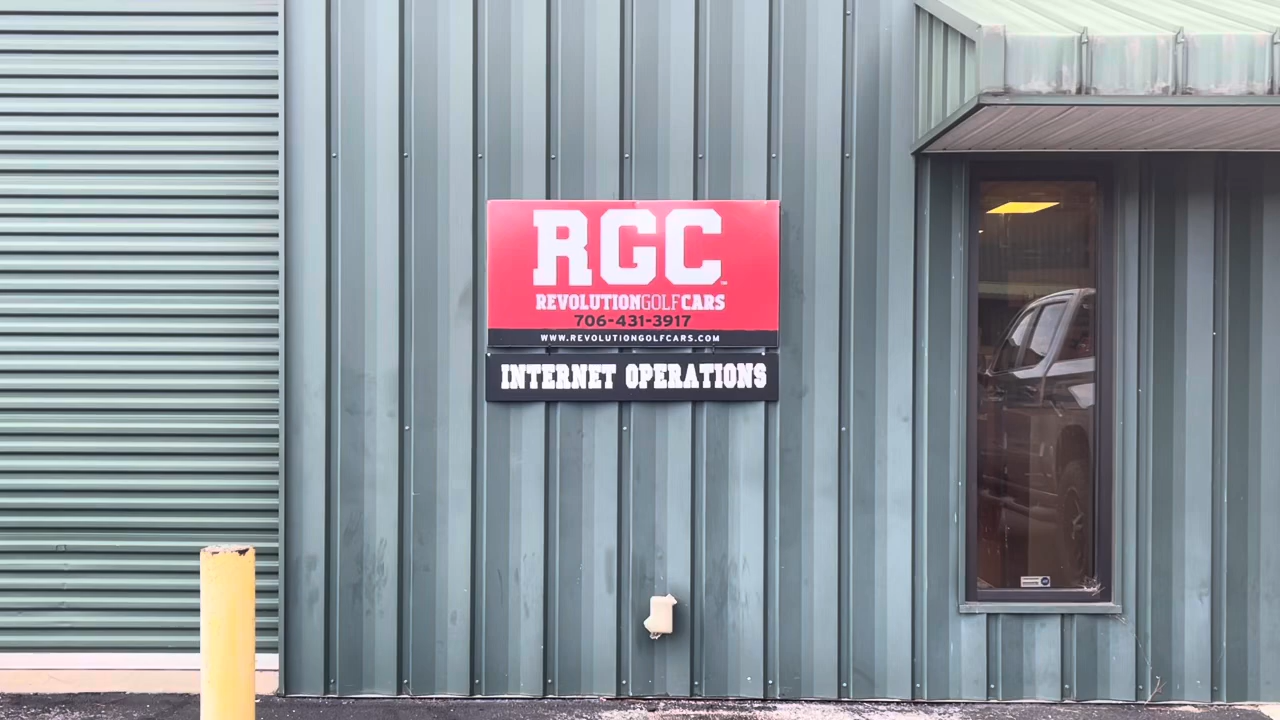 RGC
REVOLUTIONGOLFCARS
706-431-3917
WWW.REVOLUTIONGOLFCARS.COM
INTERNET OPERATIONS